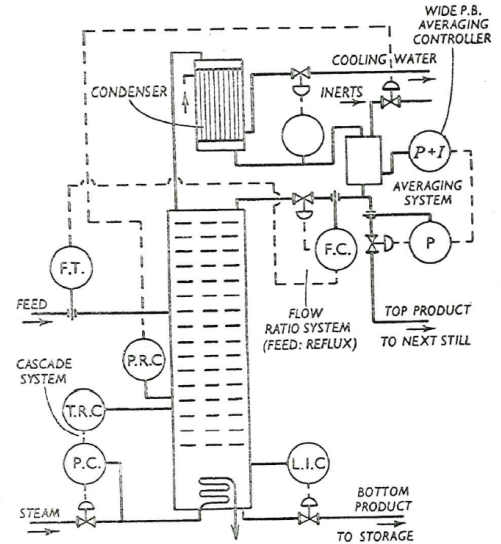 WIDE P.B.
AVERAGING
CONTROLLER
COOLING
WATER
CONDENSER
INERTS
P+I
AVERAGING
SYSTEM
F.T.
F.C.
P
FEED
FLOW
RATIO SYSTEM
(FEED: REFLUX)
TOP PRODUCT
TO NEXT STILL
P.R.C
CASCADE
SYSTEM
T.R.C
P.C.
L.I.C
STEAM
BOTTOM
PRODUCT
TO STORAGE